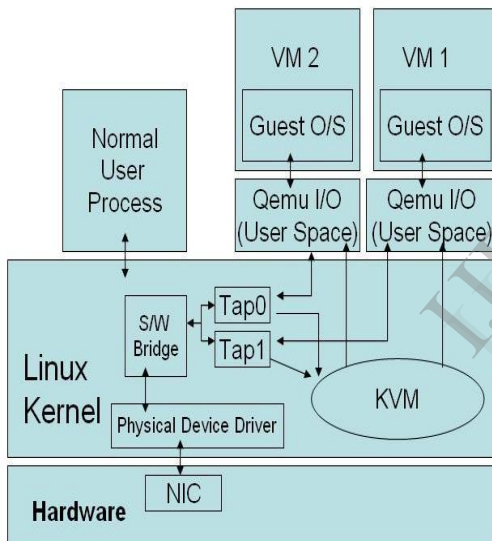 VM 2
VM 1
Guest O/S
Guest O/S
Normal
User
Process
Qemu I/O
(User Space)
Qemu I/O
(User Space)
S/W
Bridge
Tap0
Tap1
Linux
Kernel
KVM
Physical Device Driver
NIC
Hardware